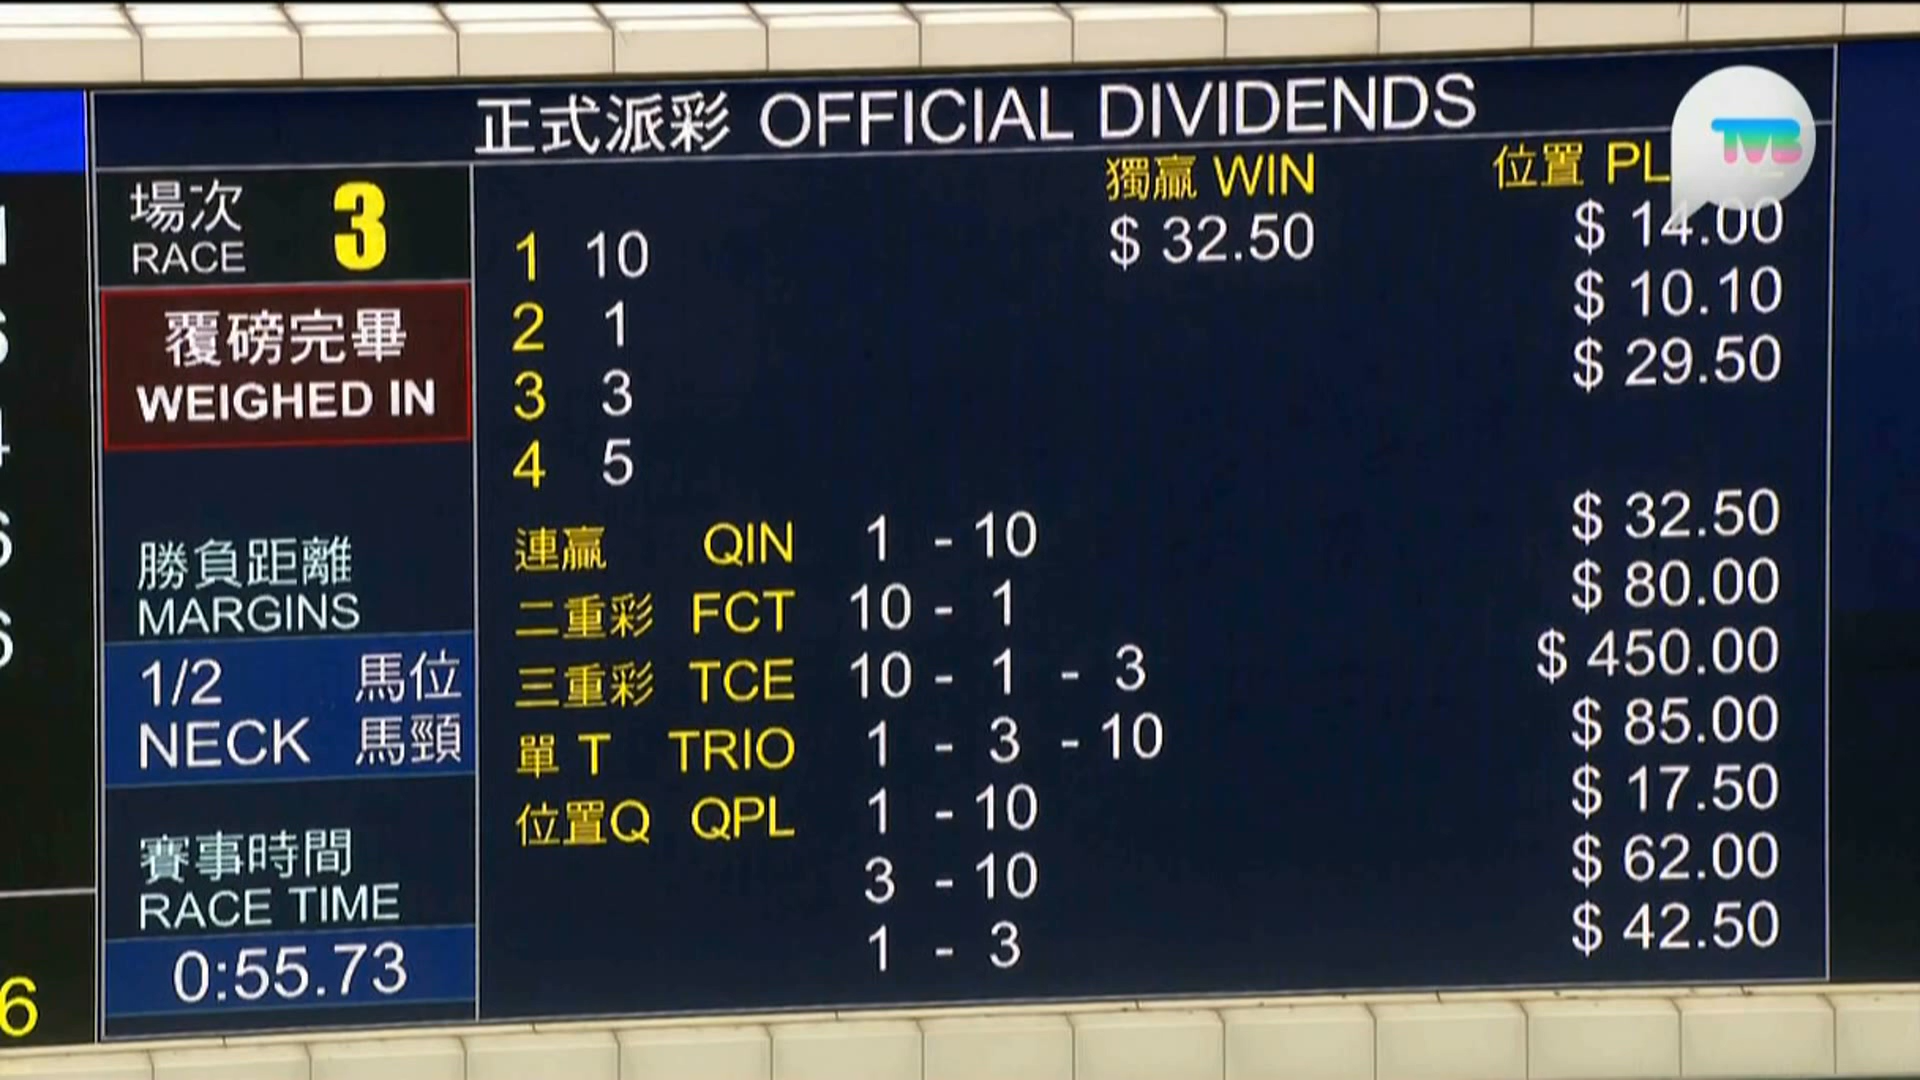 正式派彩 OFFICIAL DIVIDENDS
TVB
場次 RACE 3
獨贏 WIN
位置 PL
1 10 $ 32.50 $ 14.00
2 1 $ 10.10
3 3 $ 29.50
4 5
覆磅完畢
WEIGHED IN
連贏 QIN 1 - 10 $ 32.50
二重彩 FCT 10 - 1 $ 80.00
三重彩 TCE 10 - 1 - 3 $ 450.00
單 T TRIO 1 - 3 - 10 $ 85.00
位置Q QPL 1 - 10 $ 17.50
3 - 10 $ 62.00
1 - 3 $ 42.50
勝負距離
MARGINS
1/2 馬位
NECK 馬頸
賽事時間
RACE TIME
0:55.73
6